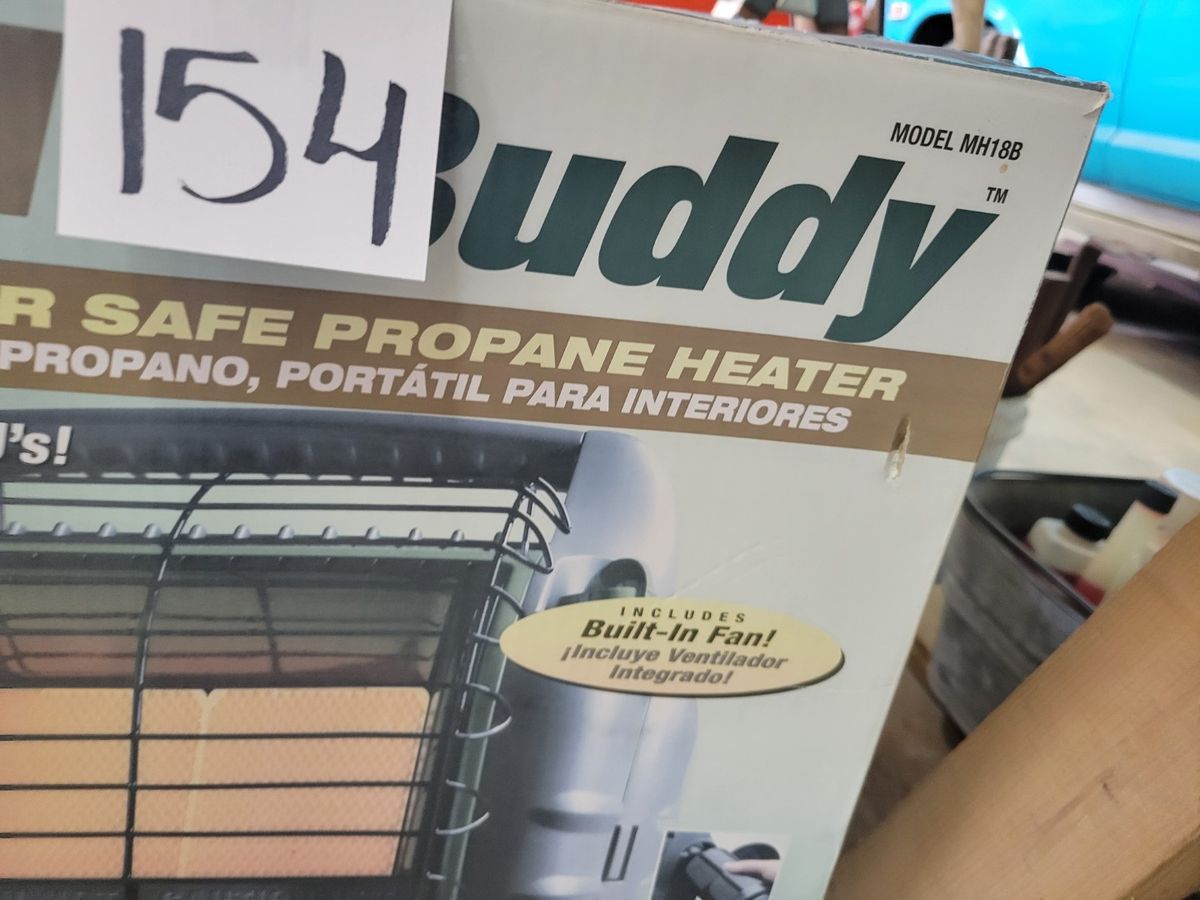 154
Buddy
TM
MODEL MH18B
R SAFE PROPANE HEATER
PROPANO, PORTÁTIL PARA INTERIORES
's!
INCLUDES
Built-In Fan!
¡Incluye Ventilador
Integrado!